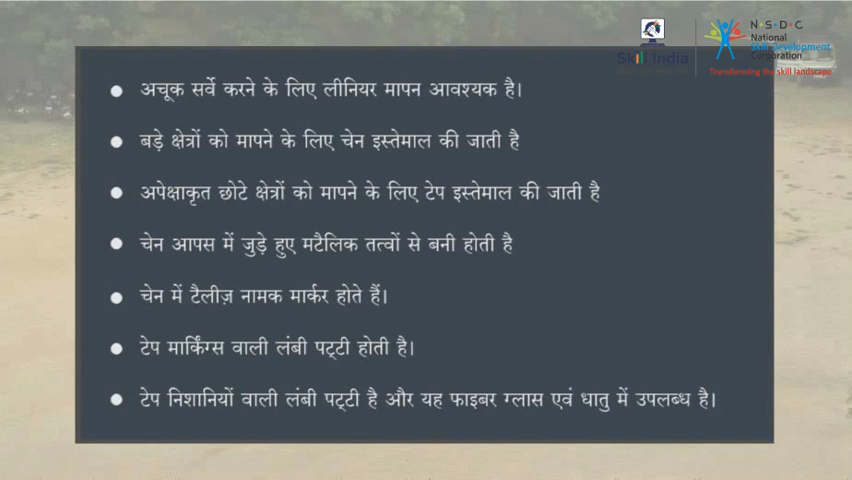 N·S·D·C
National
Skill Development
Corporation
Transforming the skill landscape
Skill India
अचूक सर्वे करने के लिए लीनियर मापन आवश्यक है।
बड़े क्षेत्रों को मापने के लिए चेन इस्तेमाल की जाती है
अपेक्षाकृत छोटे क्षेत्रों को मापने के लिए टेप इस्तेमाल की जाती है
चेन आपस में जुड़े हुए मटैलिक तत्वों से बनी होती है
चेन में टैलीज़ नामक मार्कर होते हैं।
टेप मार्किंग्स वाली लंबी पट्टी होती है।
टेप निशानियों वाली लंबी पट्टी है और यह फाइबर ग्लास एवं धातु में उपलब्ध है।